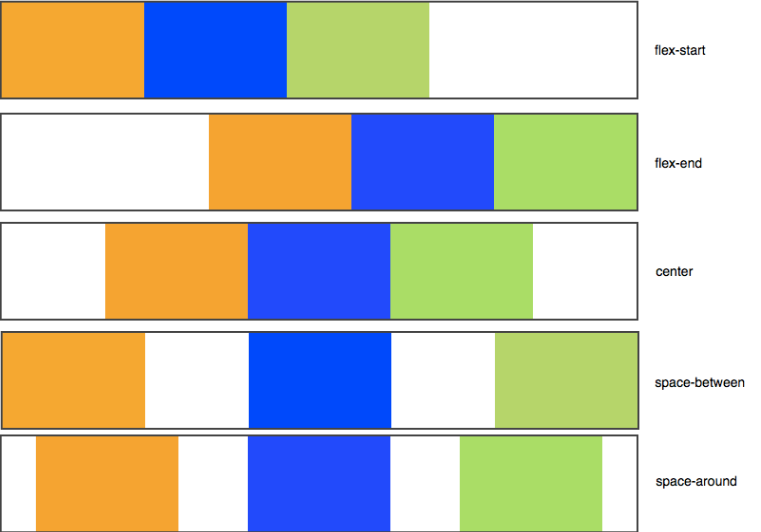 flex-start
flex-end
center
space-between
space-around